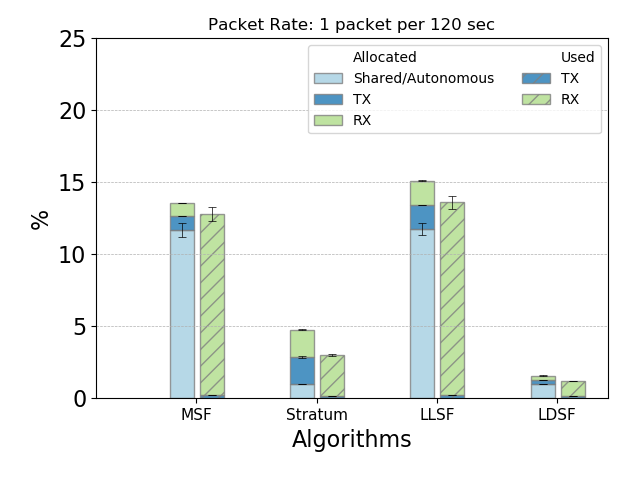 Packet Rate: 1 packet per 120 sec
25
20
15
10
5
0
%
Allocated
Shared/Autonomous
TX
RX
Used
TX
RX
MSF
Stratum
LLSF
LDSF
Algorithms